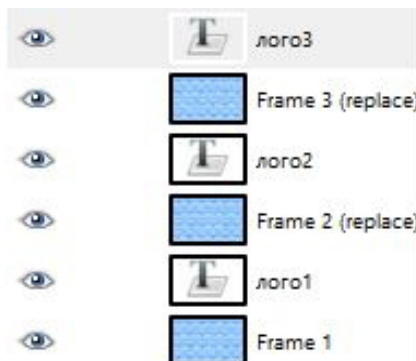 лого3
Frame 3 (replace)
лого2
Frame 2 (replace)
лого1
Frame 1